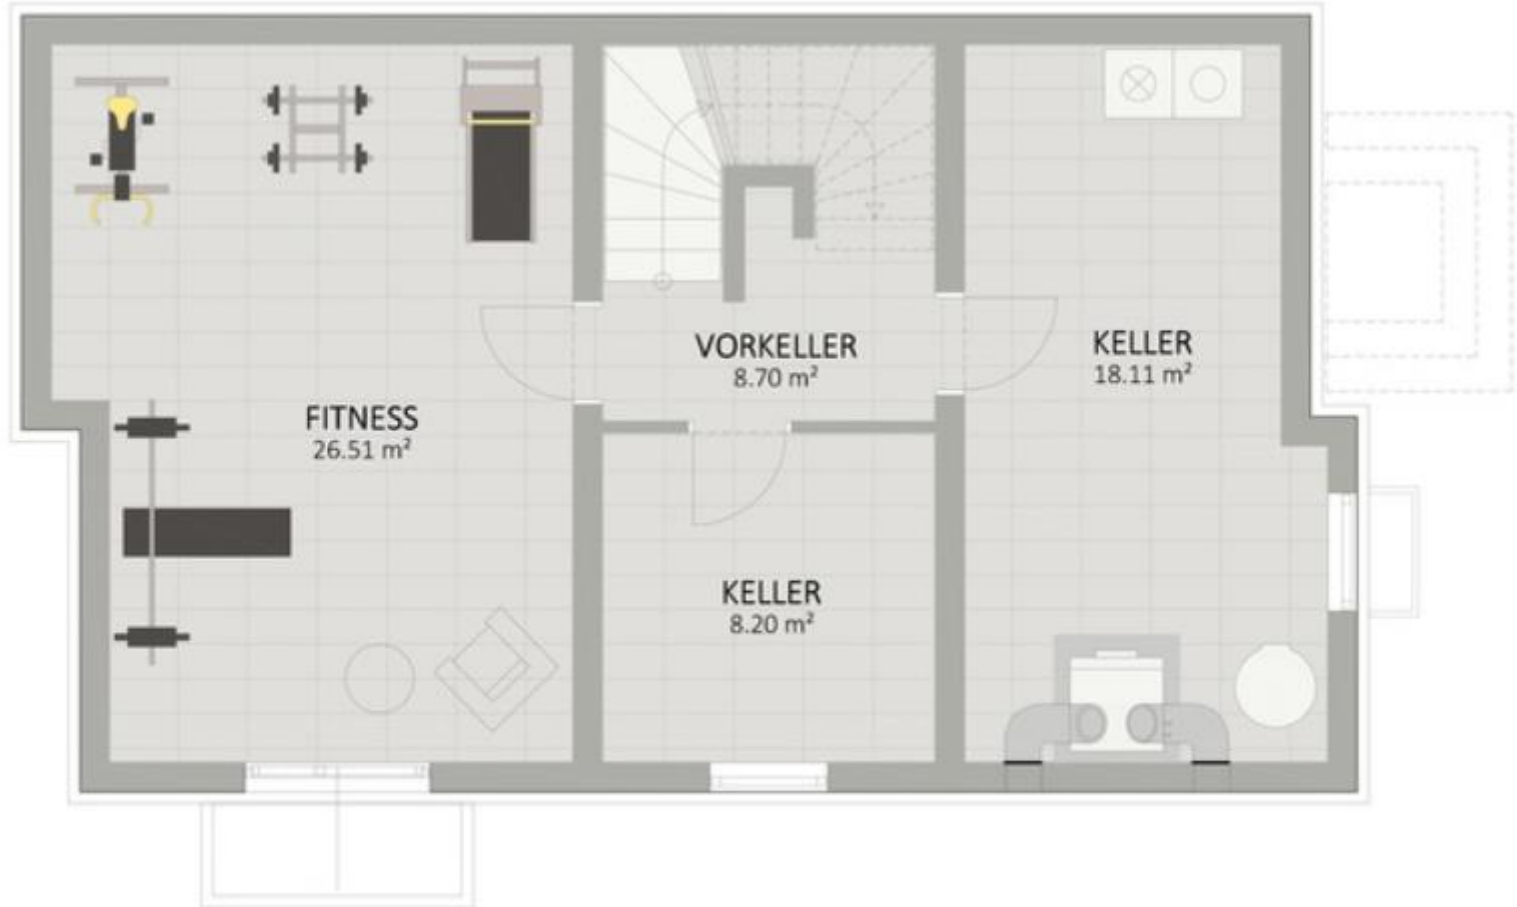 VORKELLER
8.70 m²
KELLER
18.11 m²
FITNESS
26.51 m²
KELLER
8.20 m²